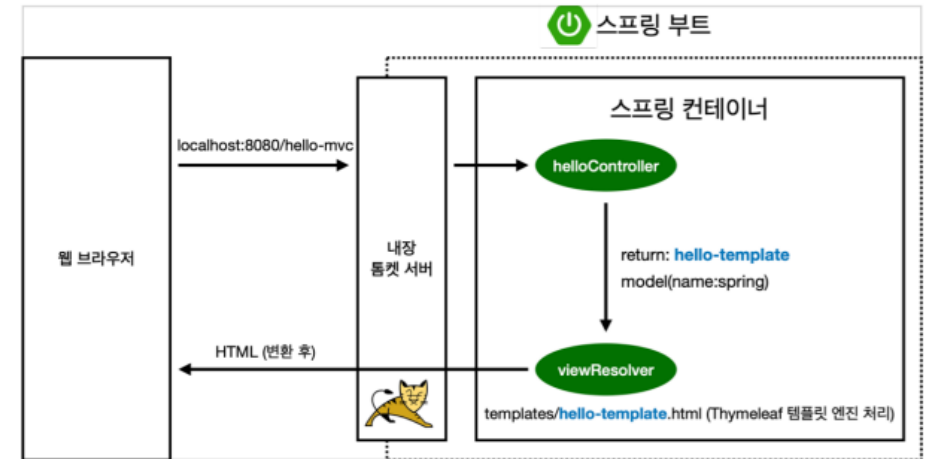 스프링 부트
스프링 컨테이너
localhost:8080/hello-mvc
helloController
웹 브라우저
내장
톰켓 서버
return: hello-template
model(name:spring)
HTML (변환 후)
viewResolver
templates/hello-template.html (Thymeleaf 템플릿 엔진 처리)